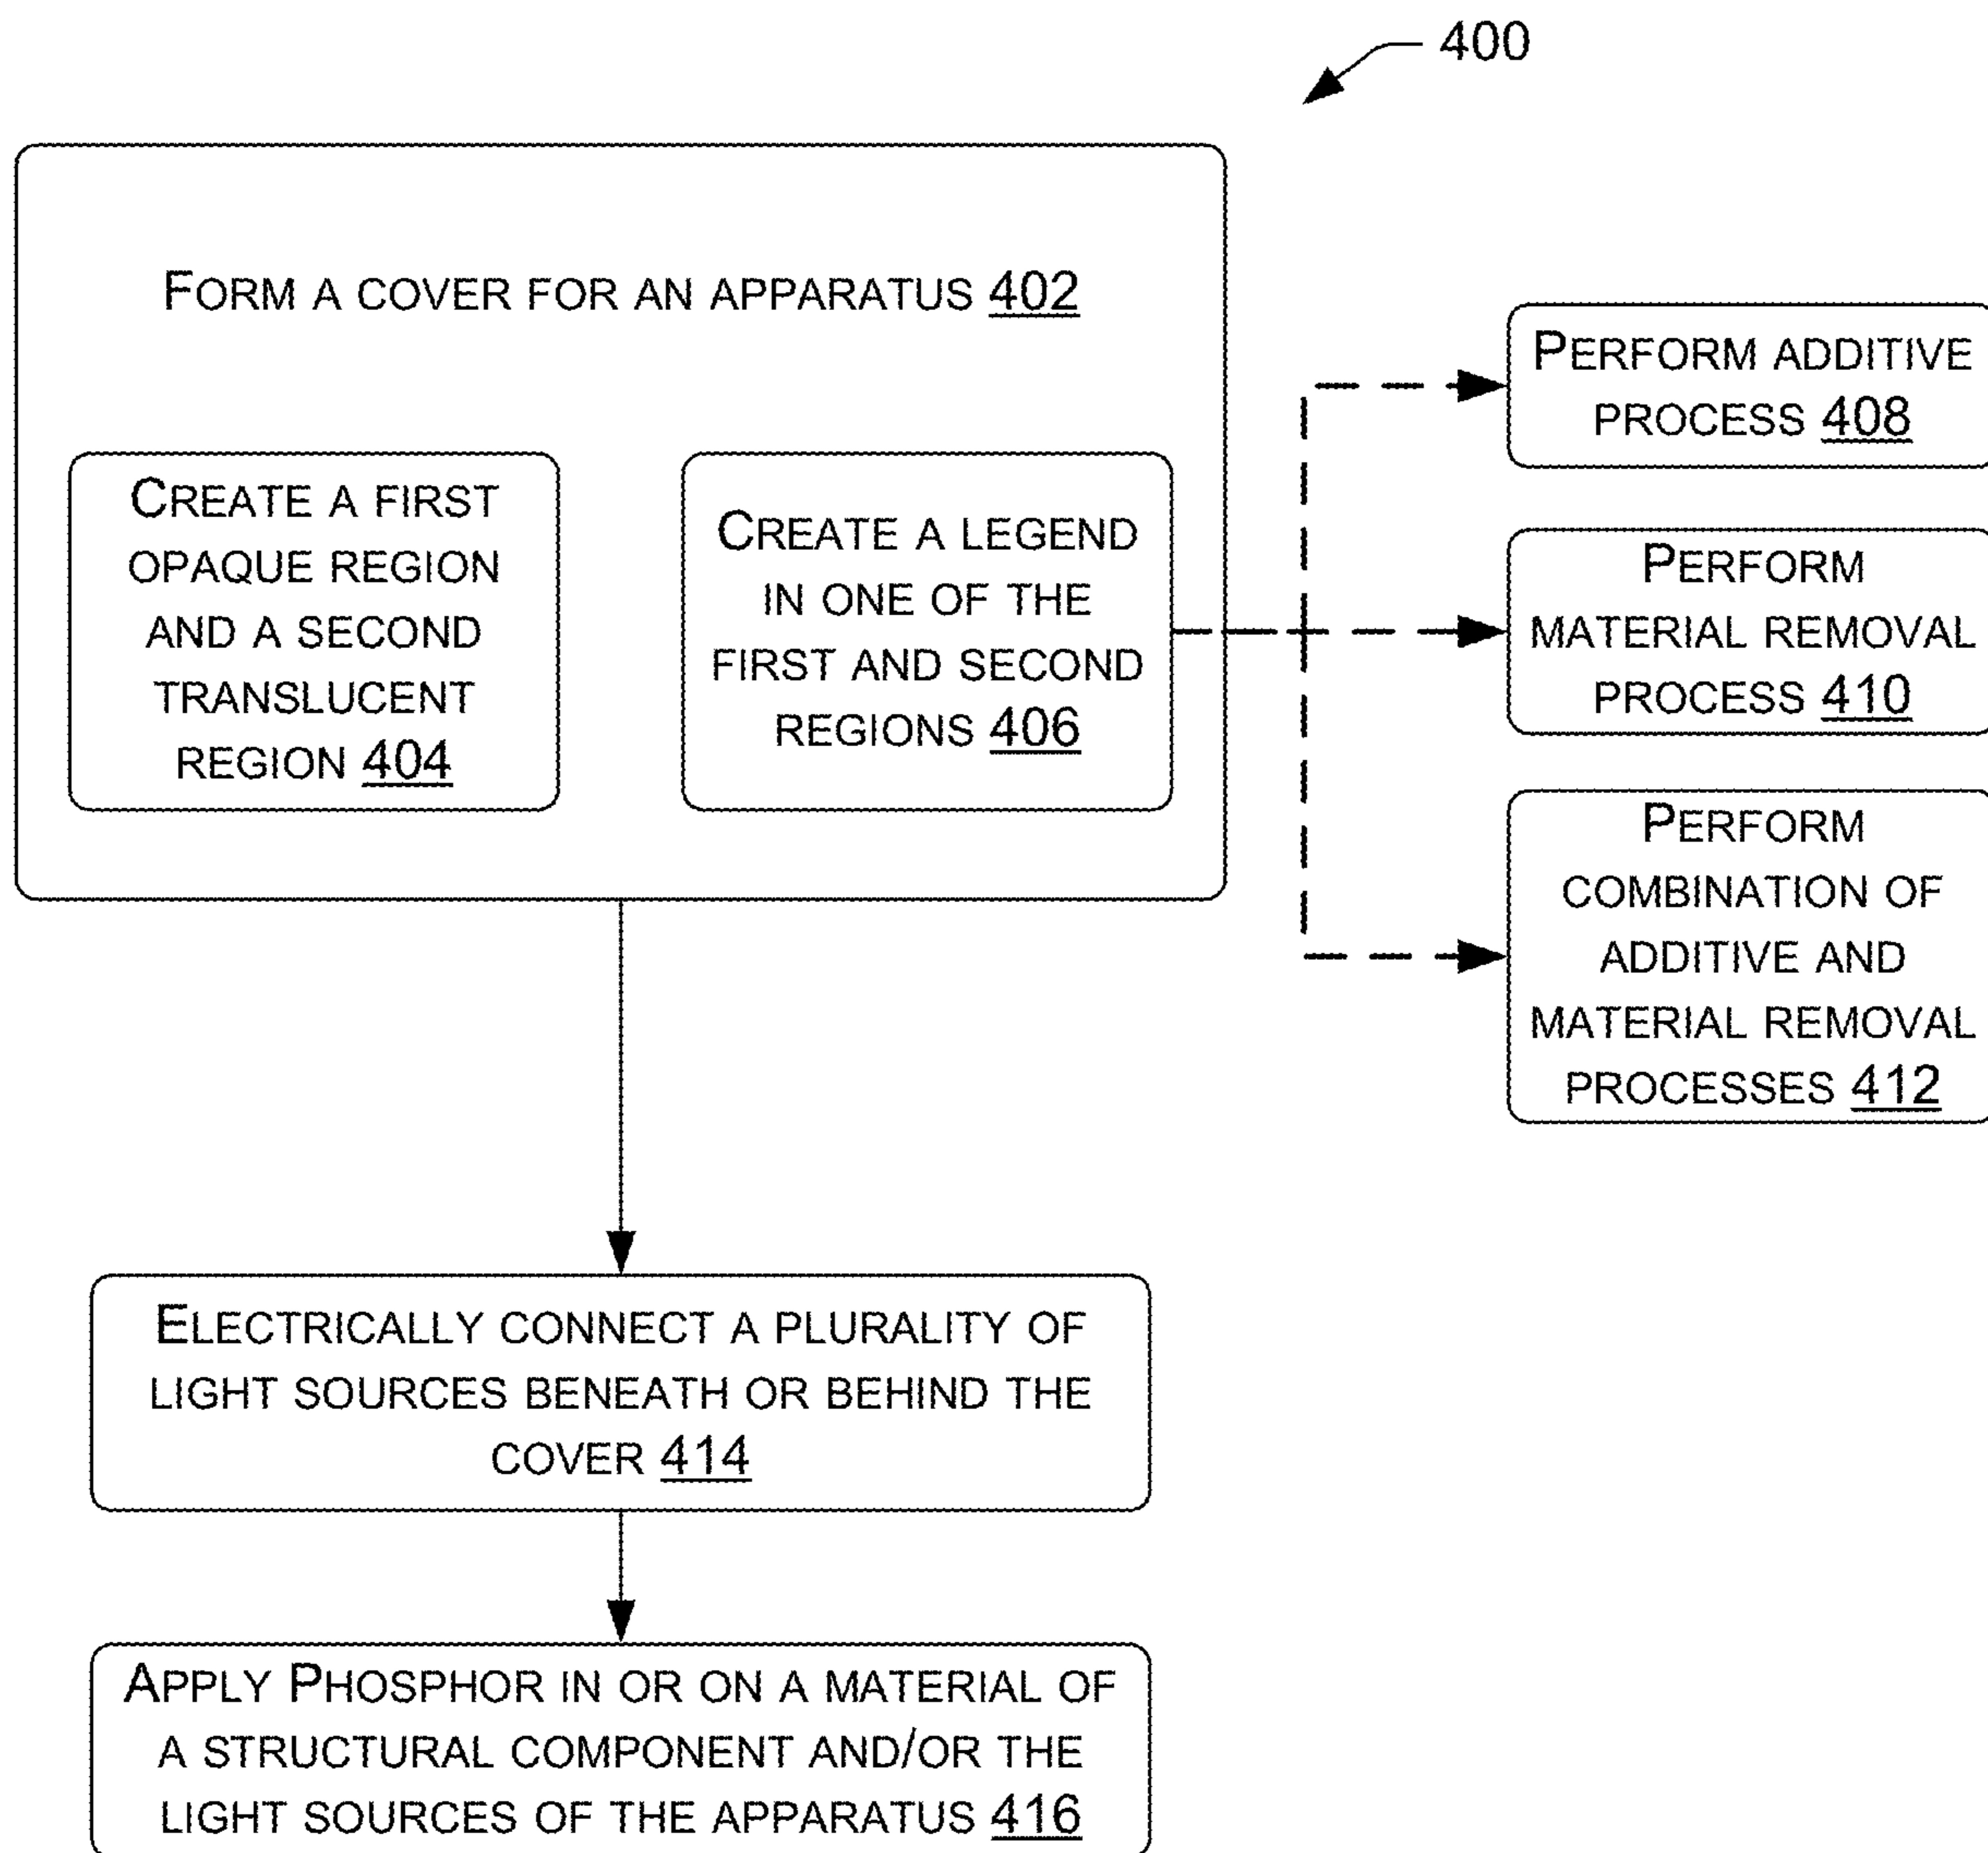 400
FORM A COVER FOR AN APPARATUS 402
CREATE A FIRST
OPAQUE REGION
AND A SECOND
TRANSLUCENT
REGION 404
CREATE A LEGEND
IN ONE OF THE
FIRST AND SECOND
REGIONS 406
PERFORM ADDITIVE
PROCESS 408
PERFORM
MATERIAL REMOVAL
PROCESS 410
PERFORM
COMBINATION OF
ADDITIVE AND
MATERIAL REMOVAL
PROCESSES 412
ELECTRICALLY CONNECT A PLURALITY OF
LIGHT SOURCES BENEATH OR BEHIND THE
COVER 414
APPLY PHOSPHOR IN OR ON A MATERIAL OF
A STRUCTURAL COMPONENT AND/OR THE
LIGHT SOURCES OF THE APPARATUS 416